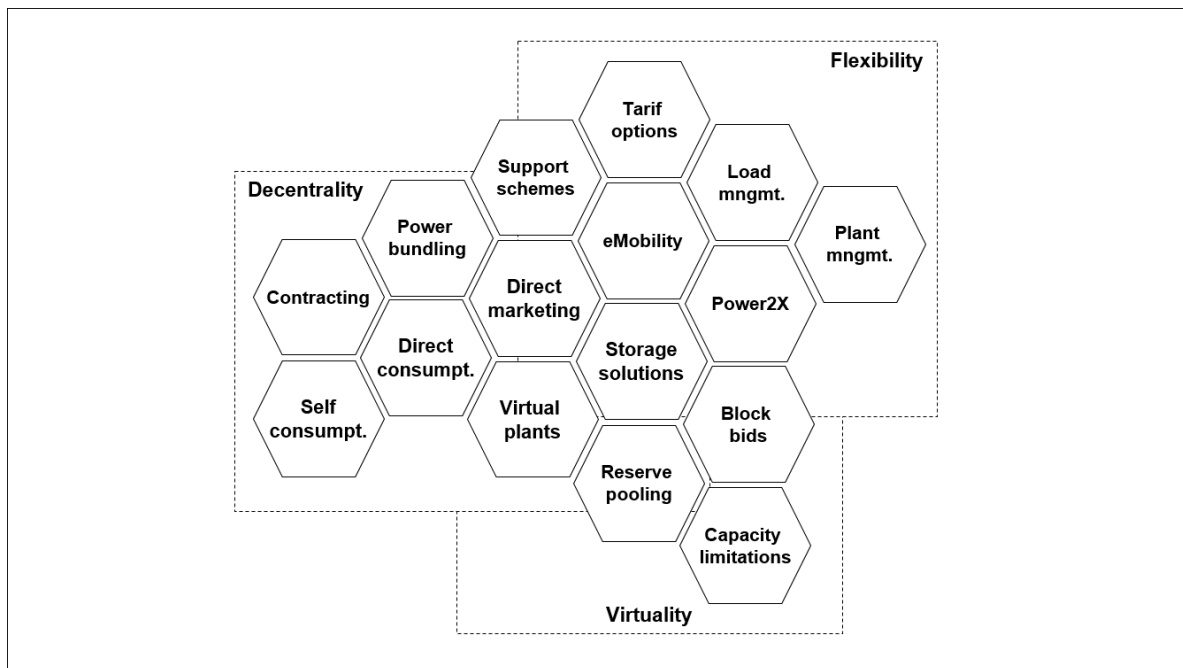 Flexibility
Tarif
options
Support
schemes
Load
mngmt.
Decentrality
Power
bundling
eMobility
Plant
mngmt.
Contracting
Direct
marketing
Power2X
Direct
consumpt.
Storage
solutions
Self
consumpt.
Virtual
plants
Block
bids
Reserve
pooling
Capacity
limitations
Virtuality